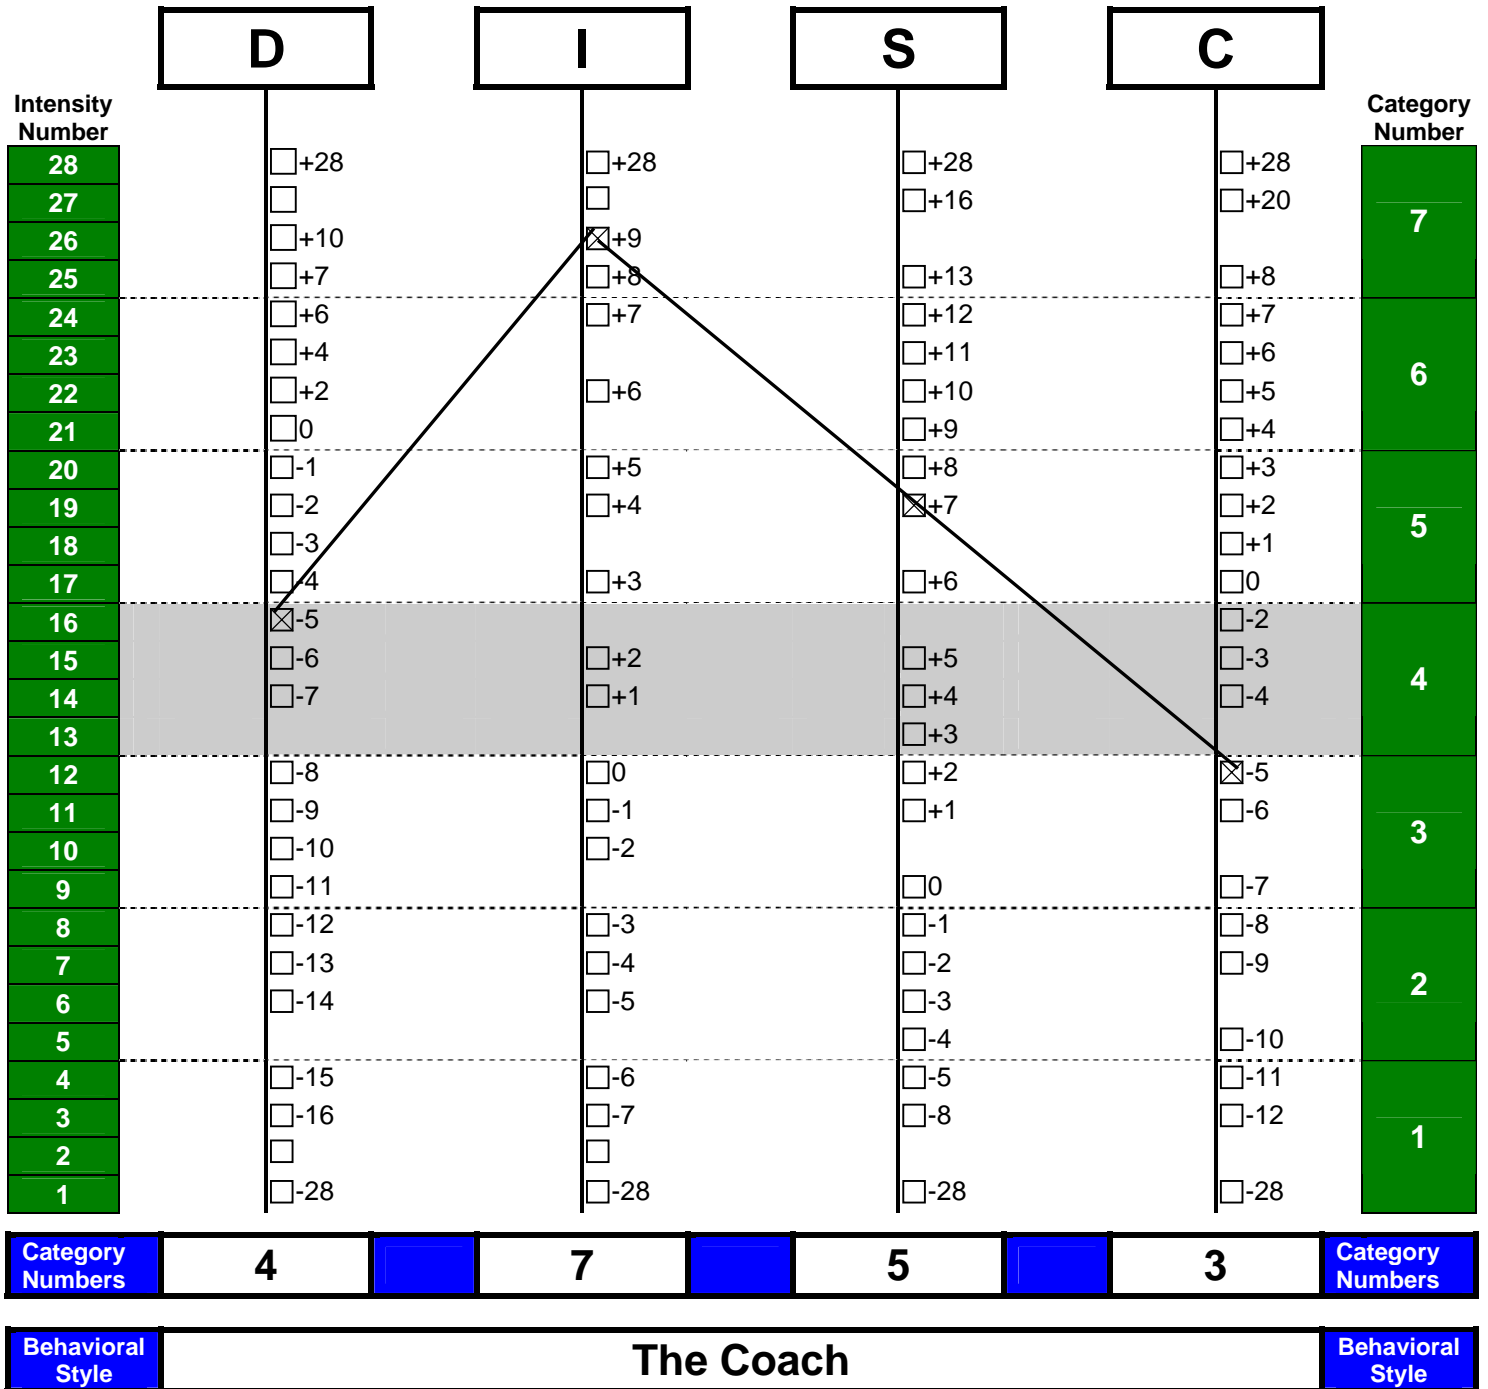 D I S C
Intensity Number
Category Number
28 +28 +28 +28 +28
27 +16 +20
26 +10 +9
25 +7 +8 +13 +8
7
24 +6 +7 +12 +7
23 +4 +11 +6
22 +2 +6 +10 +5
21 0 +9 +4
6
20 -1 +5 +8 +3
19 -2 +4 +7 +2
18 -3 +1
17 -4 +3 +6 0
5
16 -5 -2
15 -6 +2 +5 -3
14 -7 +1 +4 -4
13 +3
4
12 -8 0 +2 -5
11 -9 -1 +1 -6
10 -10 -2
9 -11 0 -7
3
8 -12 -3 -1 -8
7 -13 -4 -2 -9
6 -14 -5 -3
5 -4 -10
2
4 -15 -6 -5 -11
3 -16 -7 -8 -12
2
1 -28 -28 -28 -28
1
Category Numbers 4 7 5 3 Category Numbers
Behavioral Style The Coach Behavioral Style